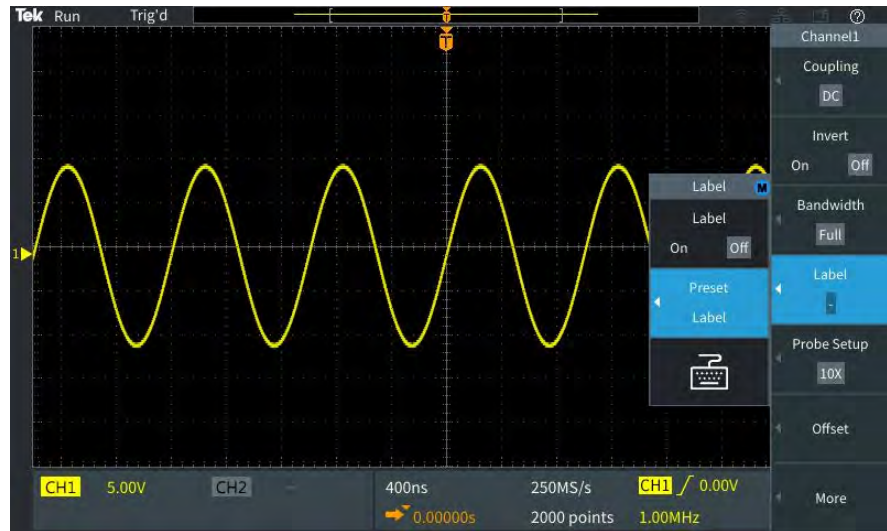 Tek Run Trig'd
T
T
?
Channel1
Coupling
DC
Invert
On Off
Bandwidth
Full
Label
-
Probe Setup
10X
Offset
More
Label M
Label
On Off
Preset
Label
1
CH1 5.00V CH2 --
400ns 250MS/s CH1 0.00V
0.00000s 2000 points 1.00MHz